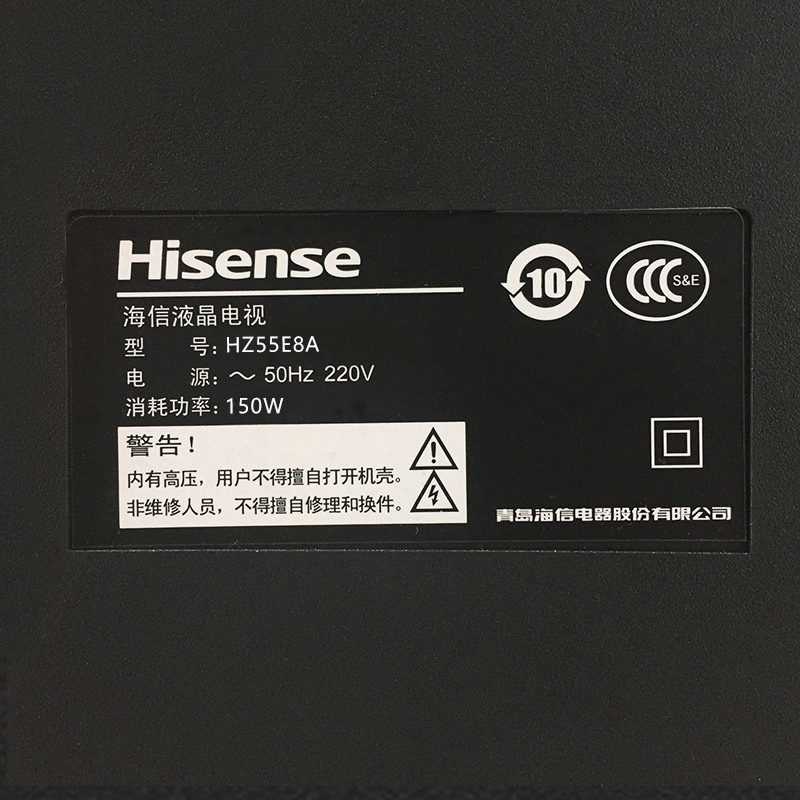 Hisense
10
CCC S&E
海信液晶电视
型 号: HZ55E8A
电 源: ～ 50Hz 220V
消耗功率: 150W
警告!
内有高压，用户不得擅自打开机壳。
非维修人员，不得擅自修理和换件。
青岛海信电器股份有限公司